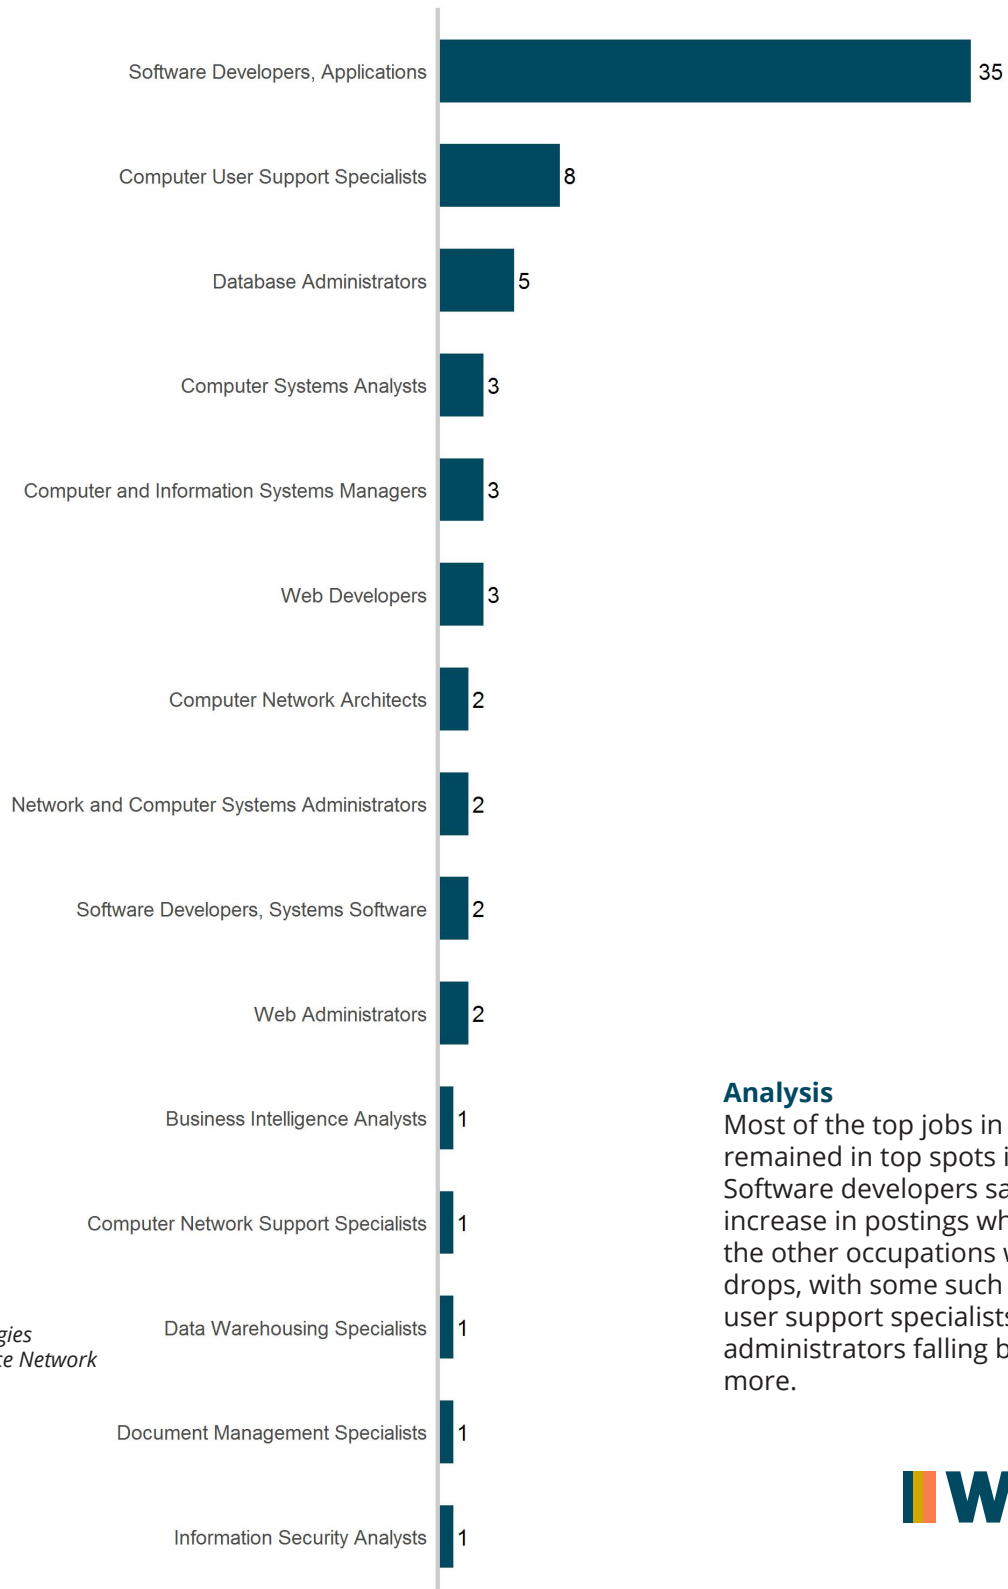 Software Developers, Applications 35
Computer User Support Specialists 8
Database Administrators 5
Computer Systems Analysts 3
Computer and Information Systems Managers 3
Web Developers 3
Computer Network Architects 2
Network and Computer Systems Administrators 2
Software Developers, Systems Software 2
Web Administrators 2
Business Intelligence Analysts 1
Computer Network Support Specialists 1
Data Warehousing Specialists 1
Document Management Specialists 1
Information Security Analysts 1
Network
Analysis
Most of the top jobs in
remained in top spots
Software developers
increase in postings
the other occupations
drops, with some such
user support specialists
administrators falling
more.
W